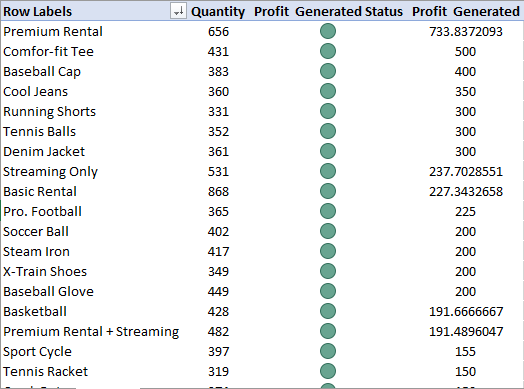 Row Labels Quantity Profit Generated Status Profit Generated
Premium Rental 656 733.8372093
Comfor-fit Tee 431 500
Baseball Cap 383 400
Cool Jeans 360 350
Running Shorts 331 300
Tennis Balls 352 300
Denim Jacket 361 300
Streaming Only 531 237.7028551
Basic Rental 868 227.3432658
Pro. Football 365 225
Soccer Ball 402 200
Steam Iron 417 200
X-Train Shoes 349 200
Baseball Glove 449 200
Basketball 428 191.6666667
Premium Rental + Streaming 482 191.4896047
Sport Cycle 397 155
Tennis Racket 319 150